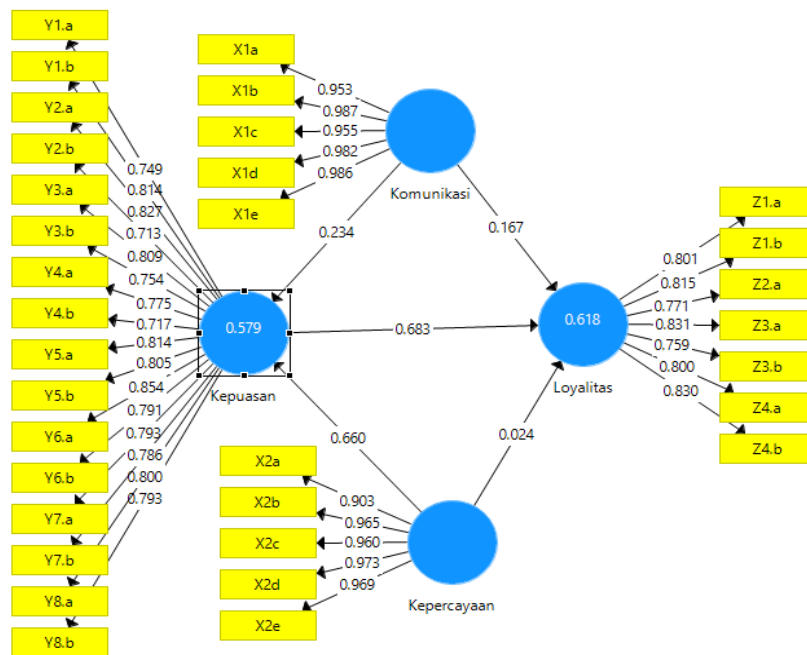 Y1.a
Y1.b
Y2.a
Y2.b
Y3.a
Y3.b
Y4.a
Y4.b
Y5.a
Y5.b
Y6.a
Y6.b
Y7.a
Y7.b
Y8.a
Y8.b
0.749
0.814
0.827
0.713
0.809
0.754
0.775
0.717
0.814
0.805
0.854
0.791
0.793
0.786
0.800
0.793
X1a
X1b
X1c
X1d
X1e
0.953
0.987
0.955
0.982
0.986
Komunikasi
0.234
0.167
0.579
Kepuasan
0.683
0.618
Loyalitas
0.660
0.024
X2a
X2b
X2c
X2d
X2e
0.903
0.965
0.960
0.973
0.969
Kepercayaan
0.801
0.815
0.771
0.831
0.759
0.800
0.830
Z1.a
Z1.b
Z2.a
Z3.a
Z3.b
Z4.a
Z4.b